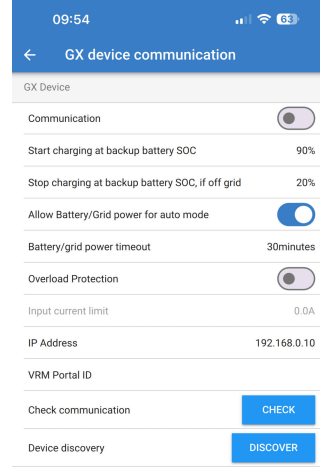 09:54
63
GX device communication
GX Device
Communication
Start charging at backup battery SOC 90%
Stop charging at backup battery SOC, if off grid 20%
Allow Battery/Grid power for auto mode
Battery/grid power timeout 30minutes
Overload Protection
Input current limit 0.0A
IP Address 192.168.0.10
VRM Portal ID
Check communication CHECK
Device discovery DISCOVER